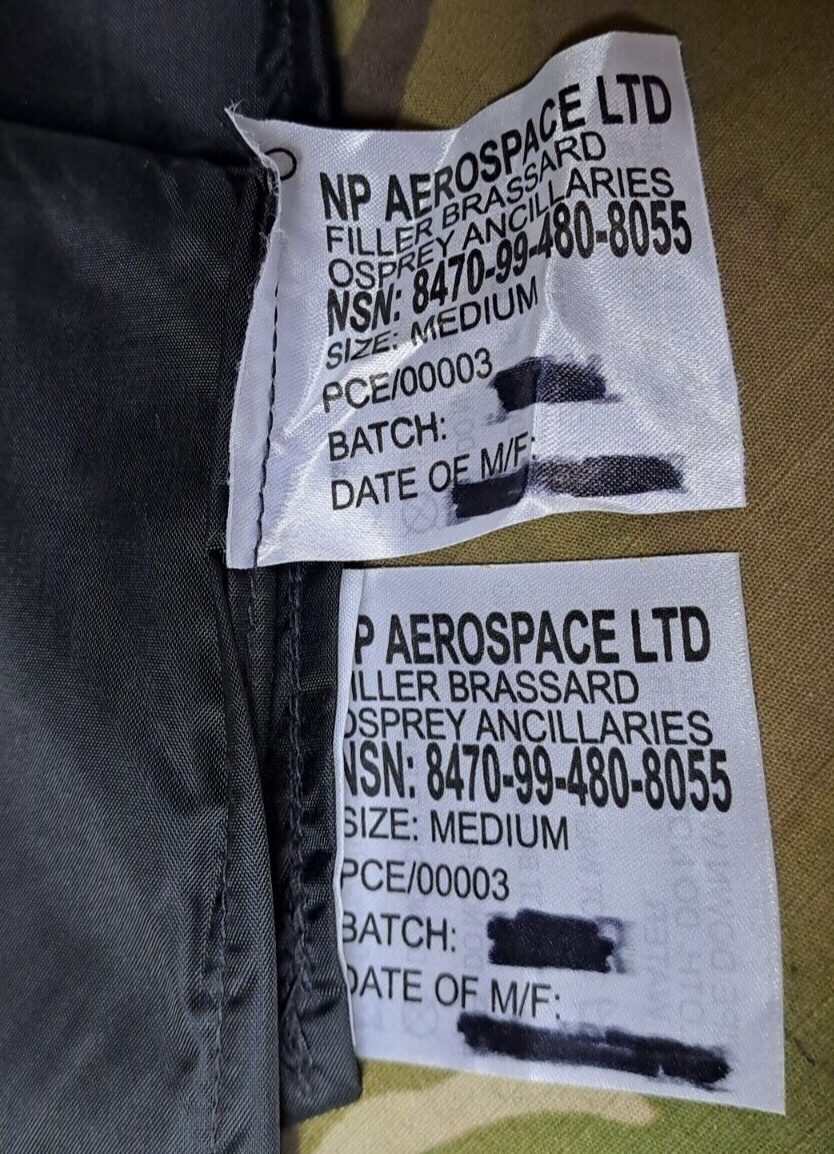 NP AEROSPACE LTD
FILLER BRASSARD
OSPREY ANCILLARIES
NSN: 8470-99-480-8055
SIZE: MEDIUM
PCE/00003
BATCH:
DATE OF M/F:
P AEROSPACE LTD
ILLER BRASSARD
OSPREY ANCILLARIES
NSN: 8470-99-480-8055
SIZE: MEDIUM
PCE/00003
BATCH:
DATE OF M/F: